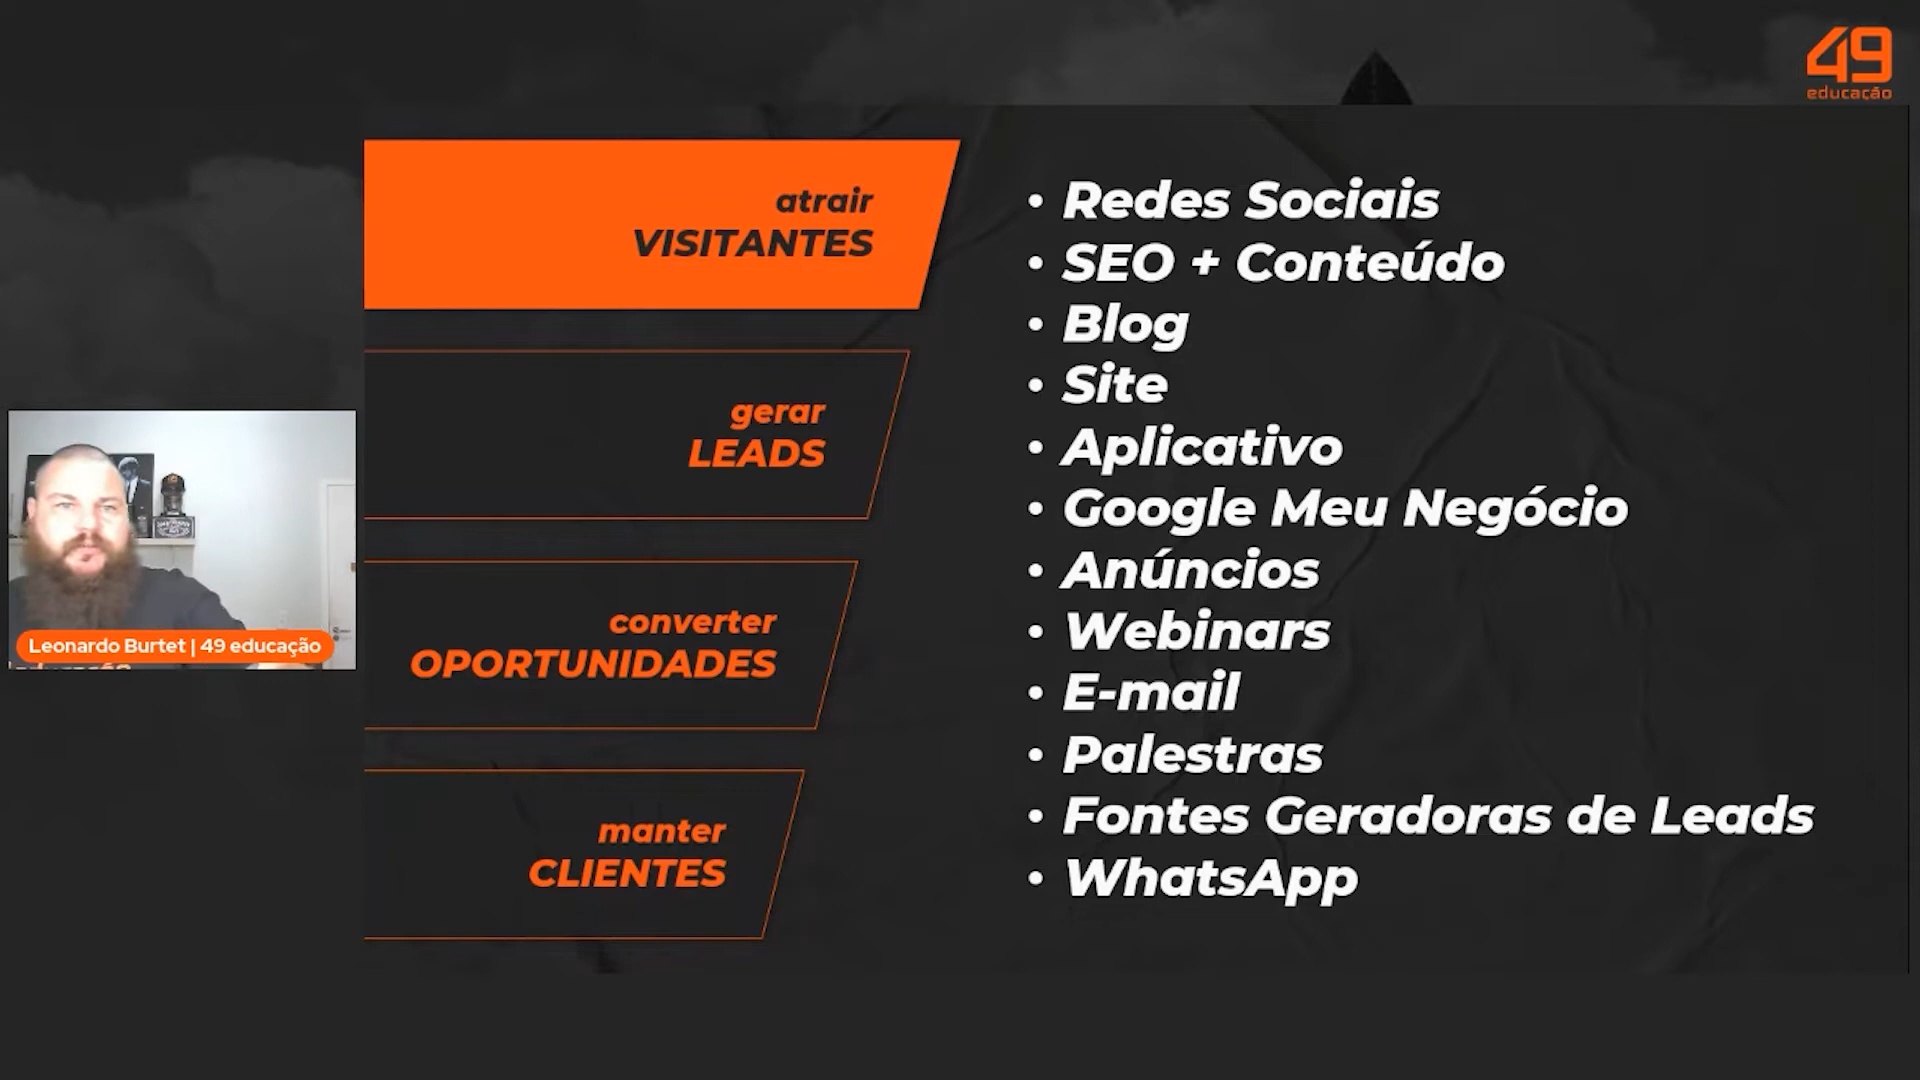 49
educação
atrair
VISITANTES
gerar
LEADS
converter
OPORTUNIDADES
manter
CLIENTES
• Redes Sociais
• SEO + Conteúdo
• Blog
• Site
• Aplicativo
• Google Meu Negócio
• Anúncios
• Webinars
• E-mail
• Palestras
• Fontes Geradoras de Leads
• WhatsApp
Leonardo Burtet | 49 educação